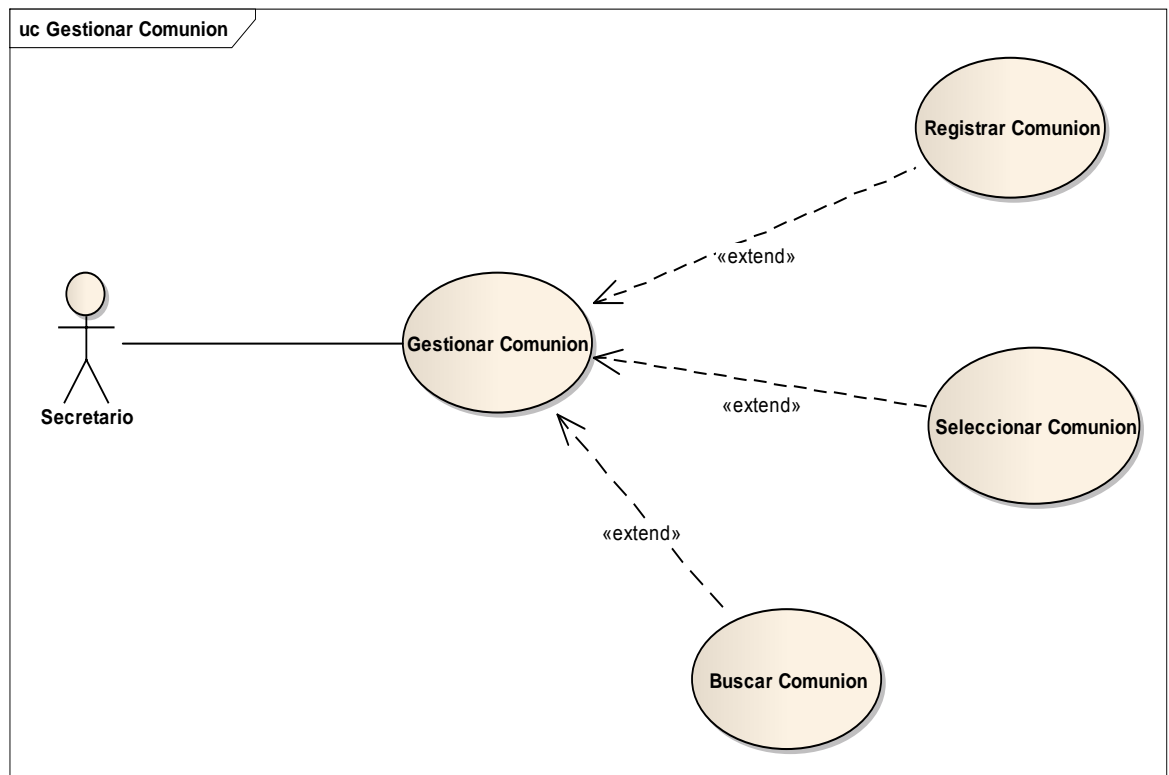 uc Gestionar Comunion
Registrar Comunion
«extend»
Gestionar Comunion
Secretario
«extend»
Seleccionar Comunion
«extend»
Buscar Comunion